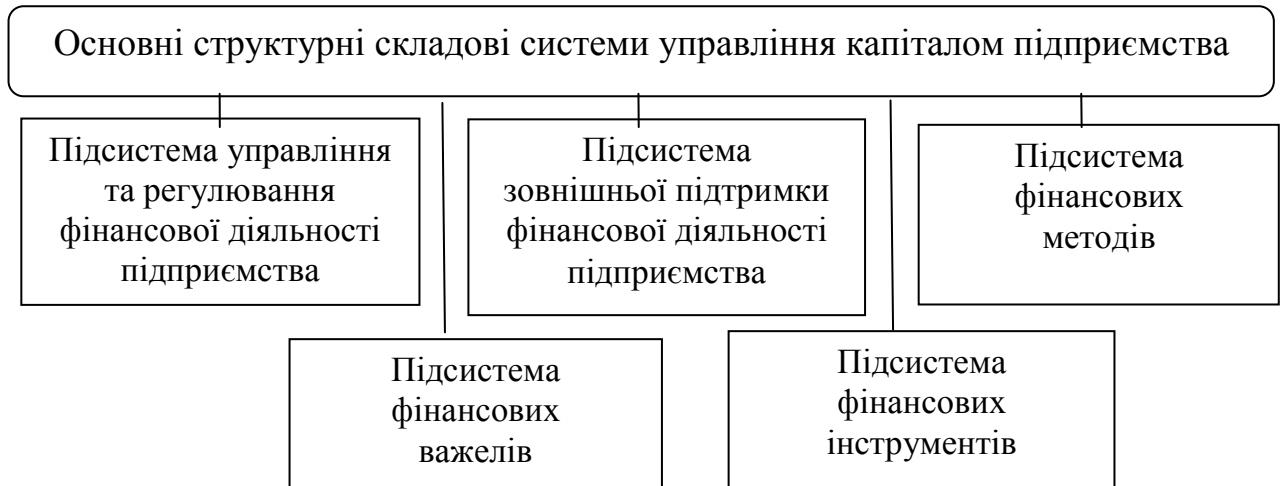 Основні структурні складові системи управління капіталом підприємства
Підсистема управління
та регулювання
фінансової діяльності
підприємства
Підсистема
зовнішньої підтримки
фінансової діяльності
підприємства
Підсистема
фінансових
методів
Підсистема
фінансових
важелів
Підсистема
фінансових
інструментів